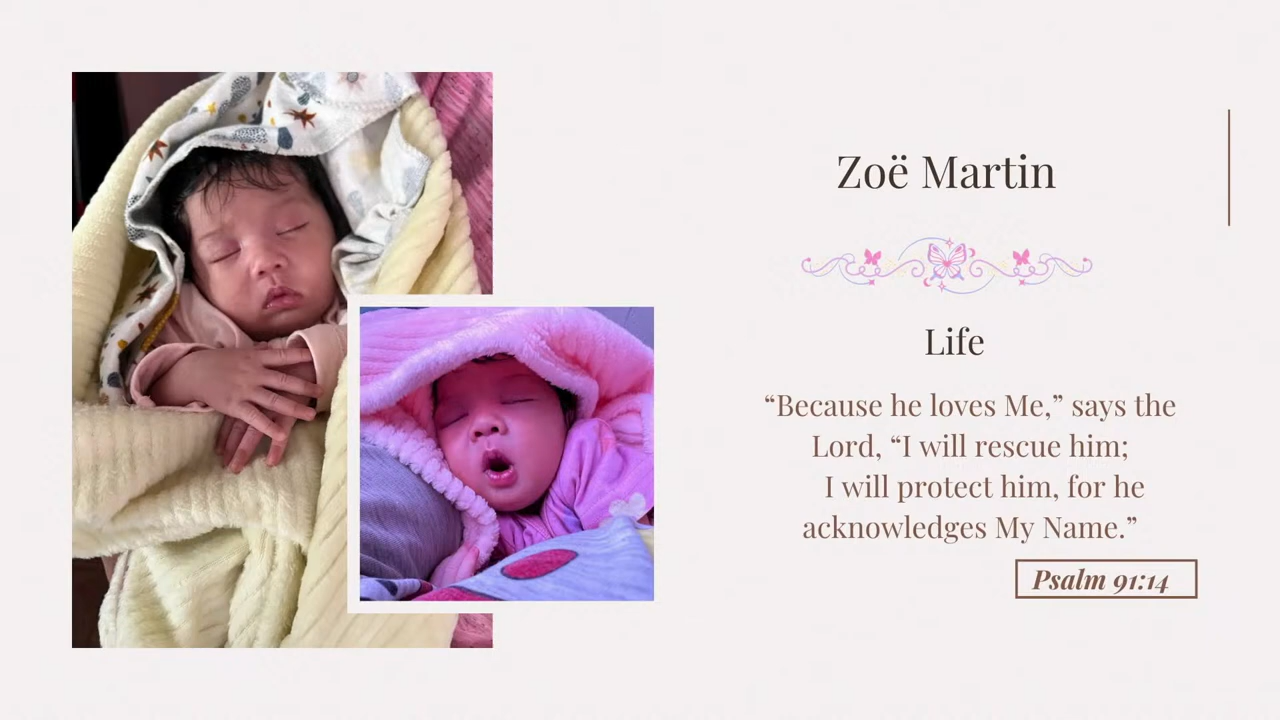 Zoë Martin
Life
“Because he loves Me,” says the
Lord, “I will rescue him;
I will protect him, for he
acknowledges My Name.”
Psalm 91:14